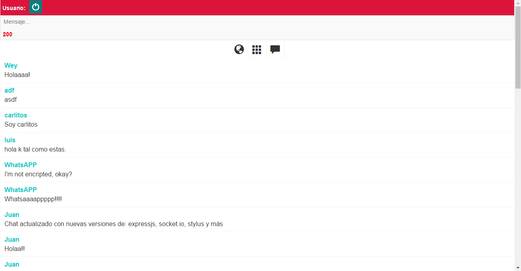 Usuario:
Mensaje...
200
Wey
Holaaaa!!
adf
asdf
carlitos
Soy carlitos
luis
hola k tal como estas.
WhatsAPP
I'm not encripted, okay?
WhatsAPP
Whatsaaaappppp!!!!!
Juan
Chat actualizado con nuevas versiones de: expressjs, socket.io, stylus y más
Juan
Holaa!!!
Juan